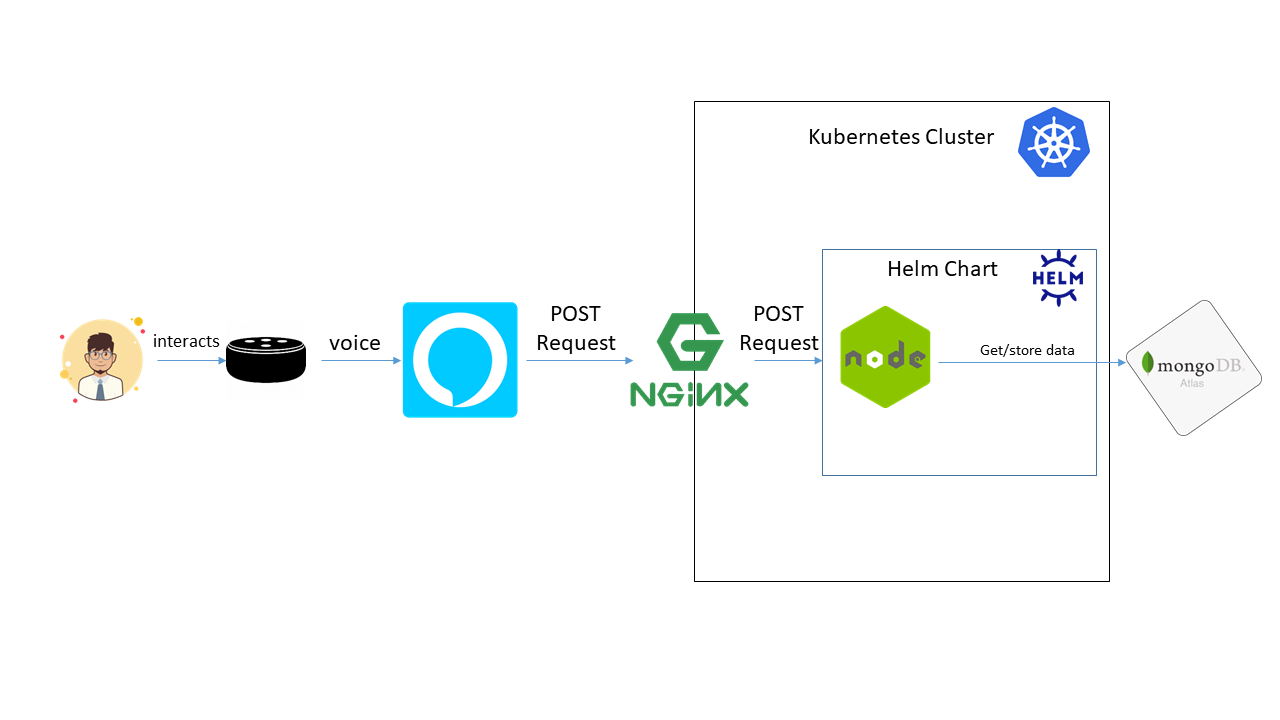 Kubernetes Cluster
Helm Chart
HELM
interacts
voice
POST
Request
NGiNX
POST
Request
node
Get/store data
mongoDB.
Atlas